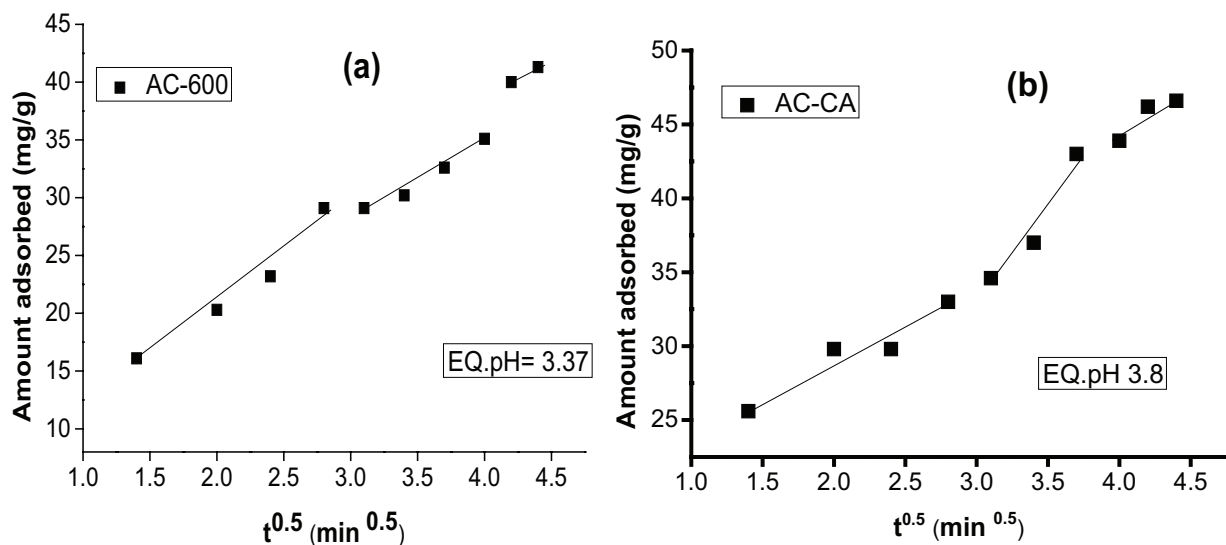 (a)
AC-600
EQ.pH= 3.37
Amount adsorbed (mg/g)
45
40
35
30
25
20
15
10
1.0 1.5 2.0 2.5 3.0 3.5 4.0 4.5
t^0.5 (min ^0.5)
(b)
AC-CA
EQ.pH 3.8
Amount adsorbed (mg/g)
50
45
40
35
30
25
1.0 1.5 2.0 2.5 3.0 3.5 4.0 4.5
t^0.5 (min ^0.5)